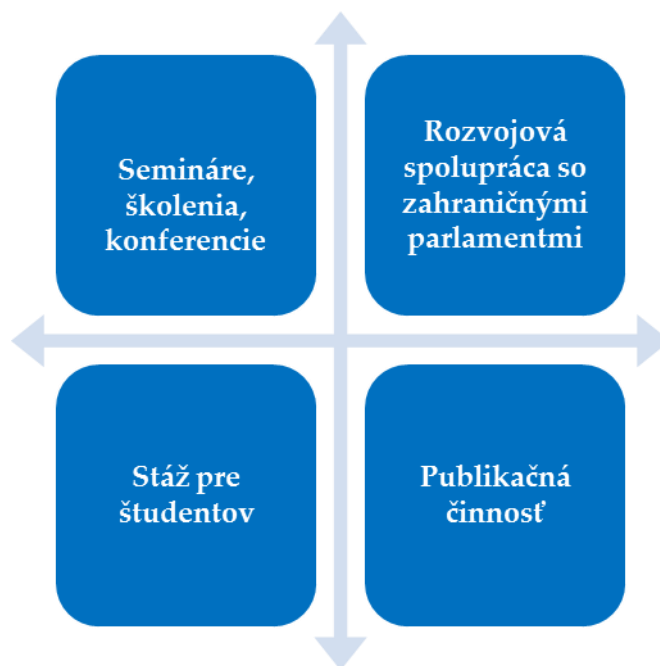 Semináre,
školenia,
konferencie
Rozvojová
spolupráca so
zahraničnými
parlamentmi
Stáž pre
študentov
Publikačná
činnosť